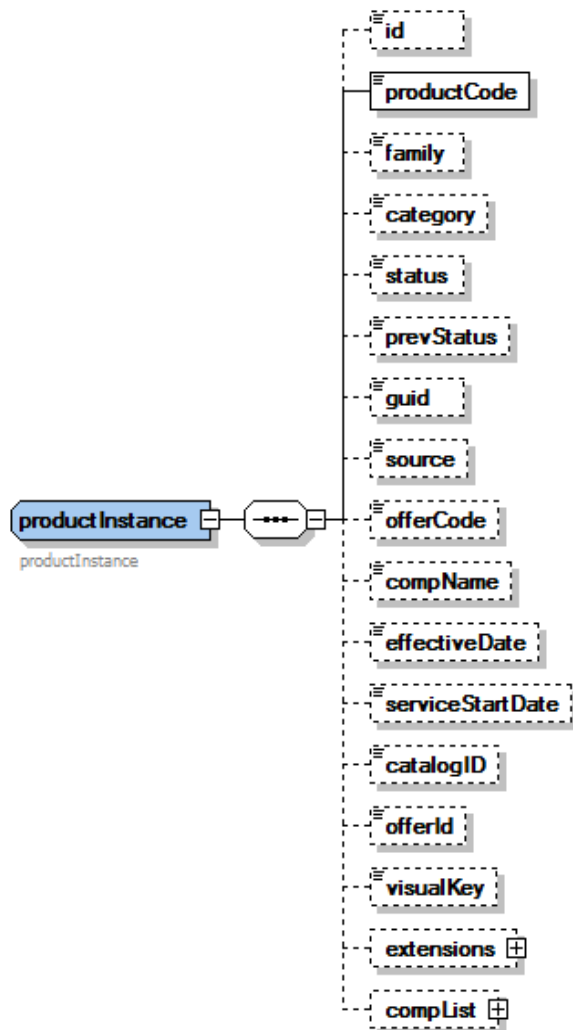 id
productCode
family
category
status
prevStatus
guid
source
productInstance
productInstance
offerCode
compName
effectiveDate
serviceStartDate
catalogID
offerId
visualKey
extensions
compList